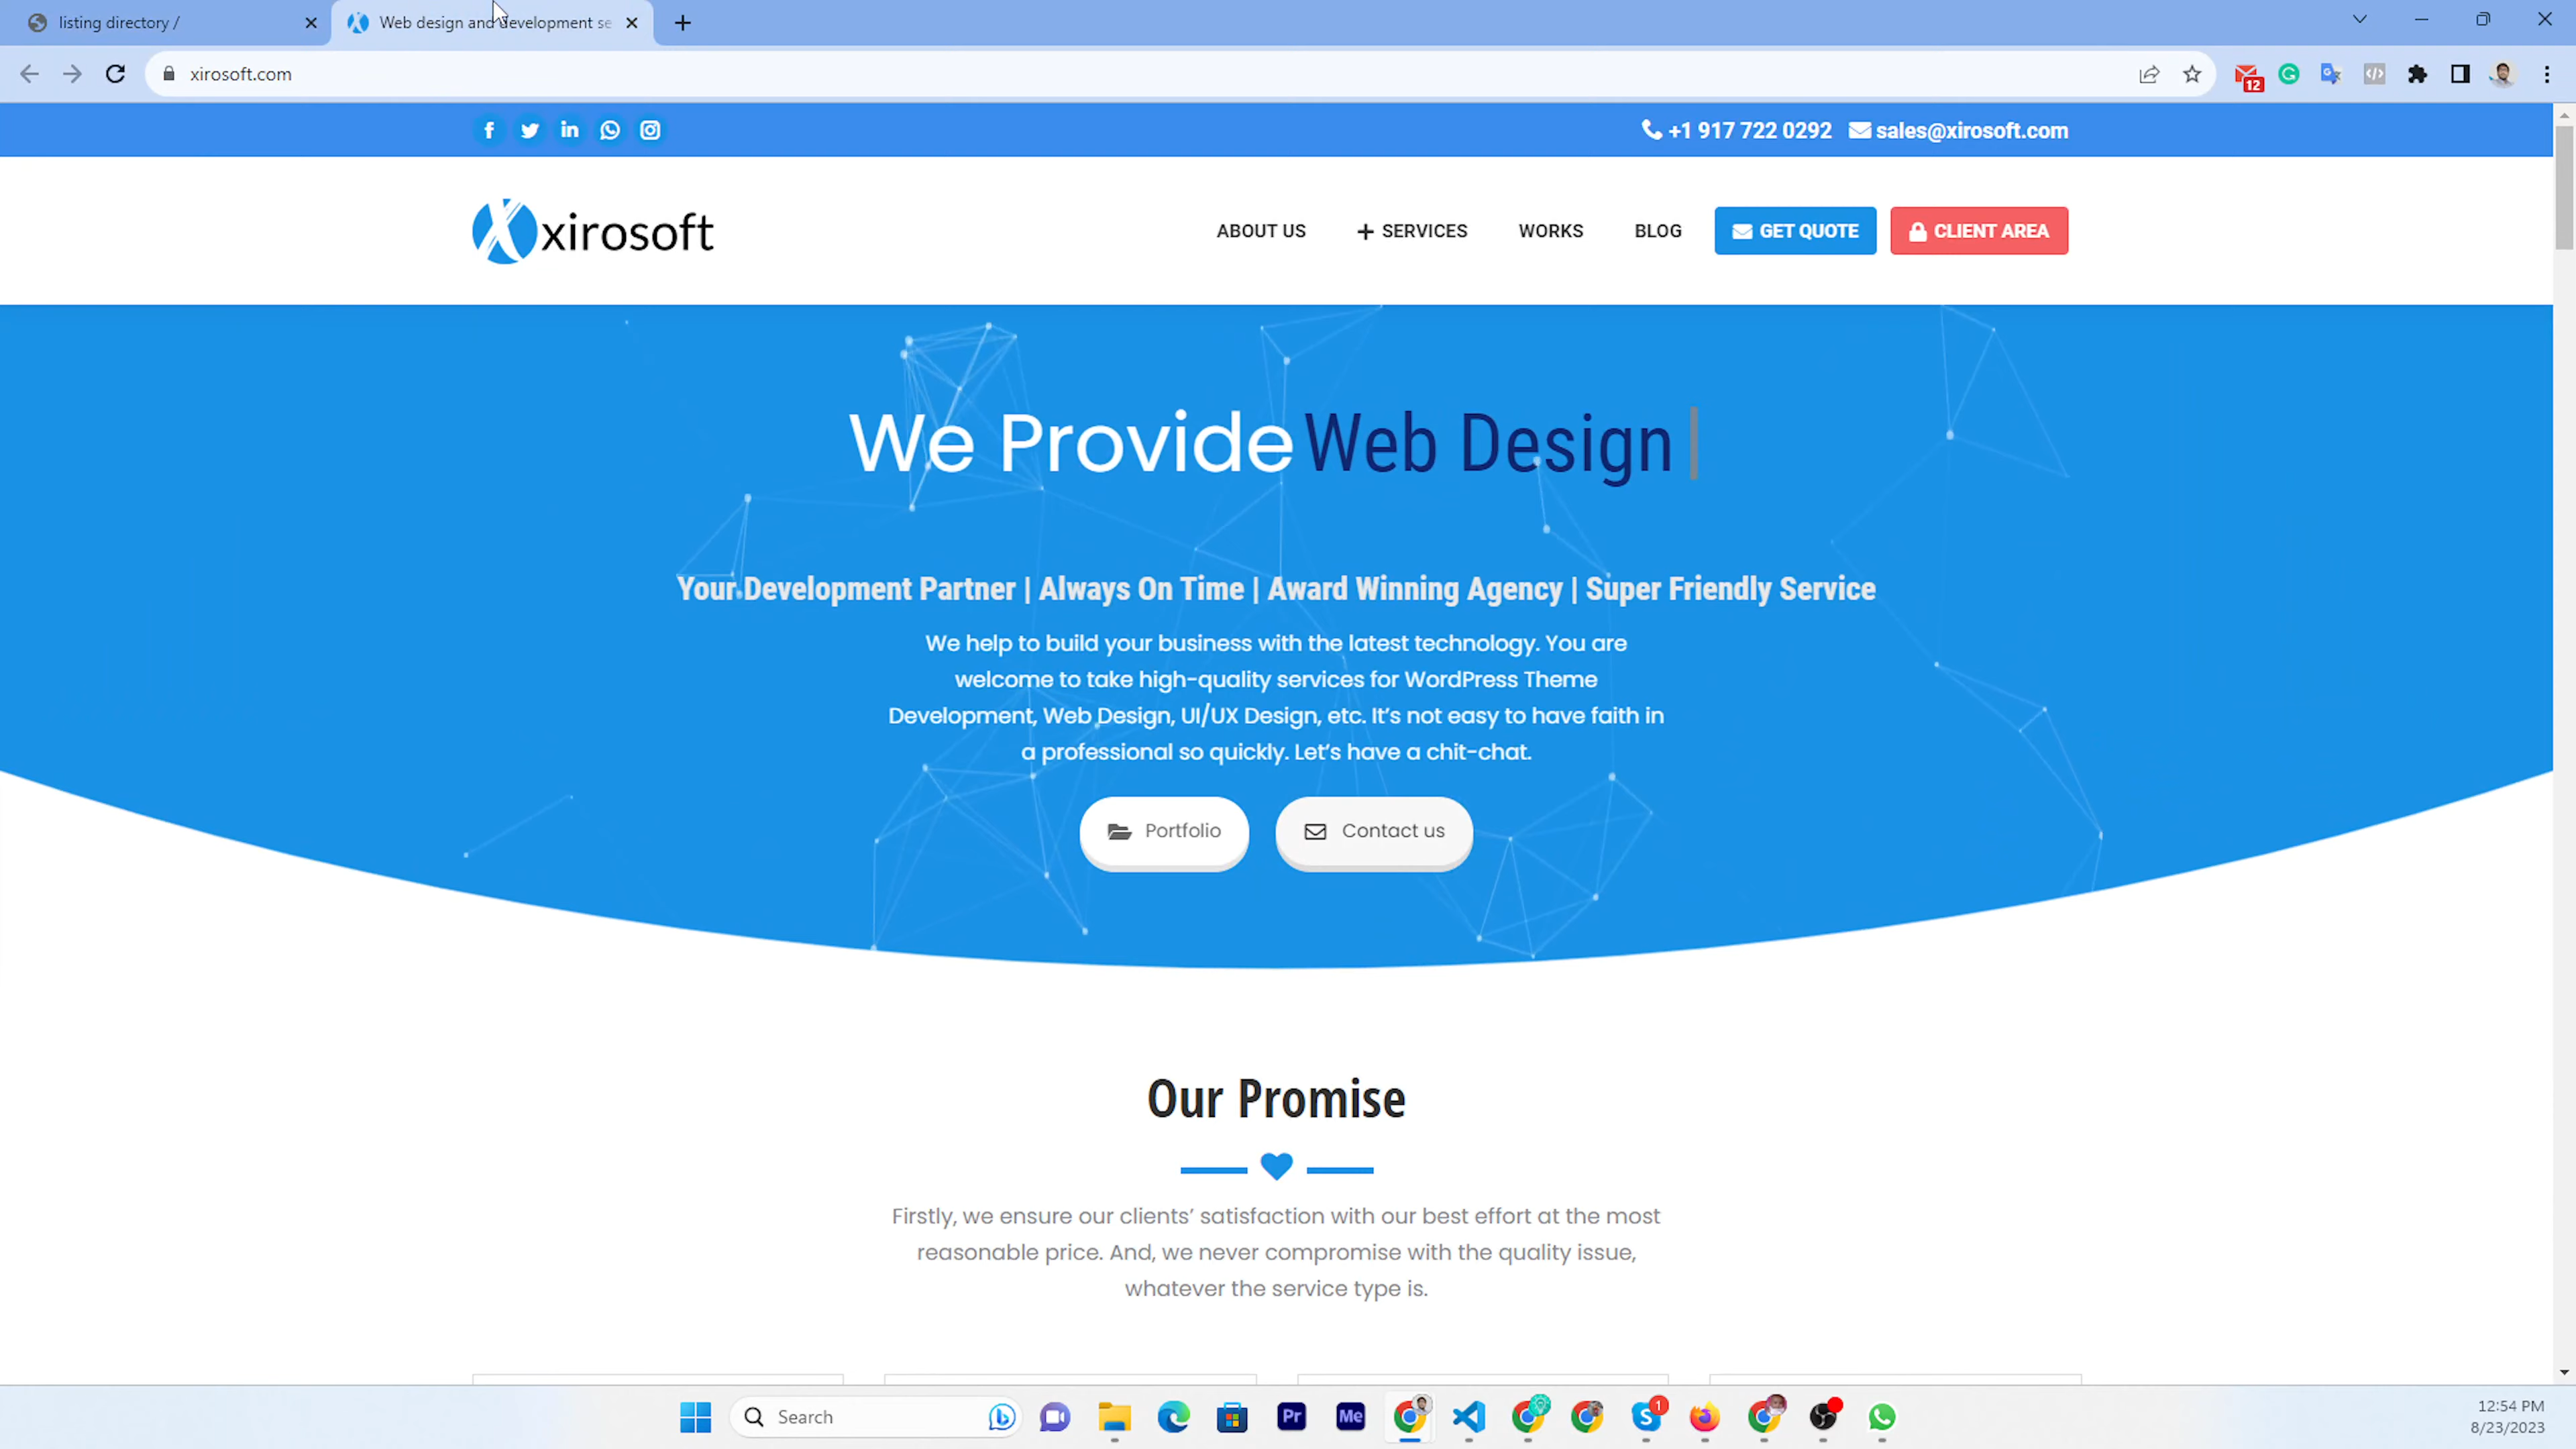 listing directory /
Web design and development se
xirosoft.com
12
+1 917 722 0292 sales@xirosoft.com
xirosoft
ABOUT US SERVICES WORKS BLOG GET QUOTE CLIENT AREA
We Provide Web Design |
Your Development Partner | Always On Time | Award Winning Agency | Super Friendly Service
We help to build your business with the latest technology. You are
welcome to take high-quality services for WordPress Theme
Development, Web Design, UI/UX Design, etc. It’s not easy to have faith in
a professional so quickly. Let’s have a chit-chat.
Portfolio Contact us
Our Promise
Firstly, we ensure our clients’ satisfaction with our best effort at the most
reasonable price. And, we never compromise with the quality issue,
whatever the service type is.
Search Pr Me 1
12:54 PM
8/23/2023